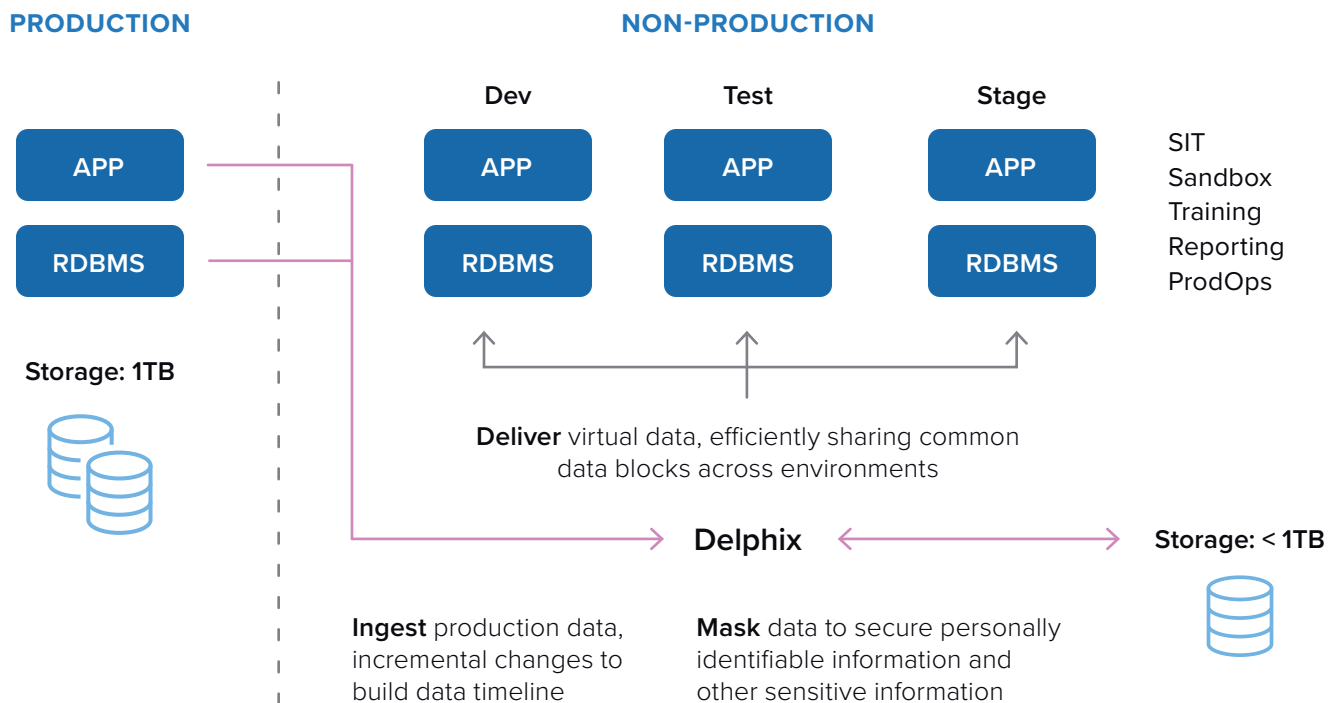 PRODUCTION
NON-PRODUCTION
Dev
Test
Stage
APP
APP
APP
APP
RDBMS
RDBMS
RDBMS
RDBMS
SIT
Sandbox
Training
Reporting
ProdOps
Storage: 1TB
Deliver virtual data, efficiently sharing common
data blocks across environments
Delphix
Storage: < 1TB
Ingest production data,
incremental changes to
build data timeline
Mask data to secure personally
identifiable information and
other sensitive information